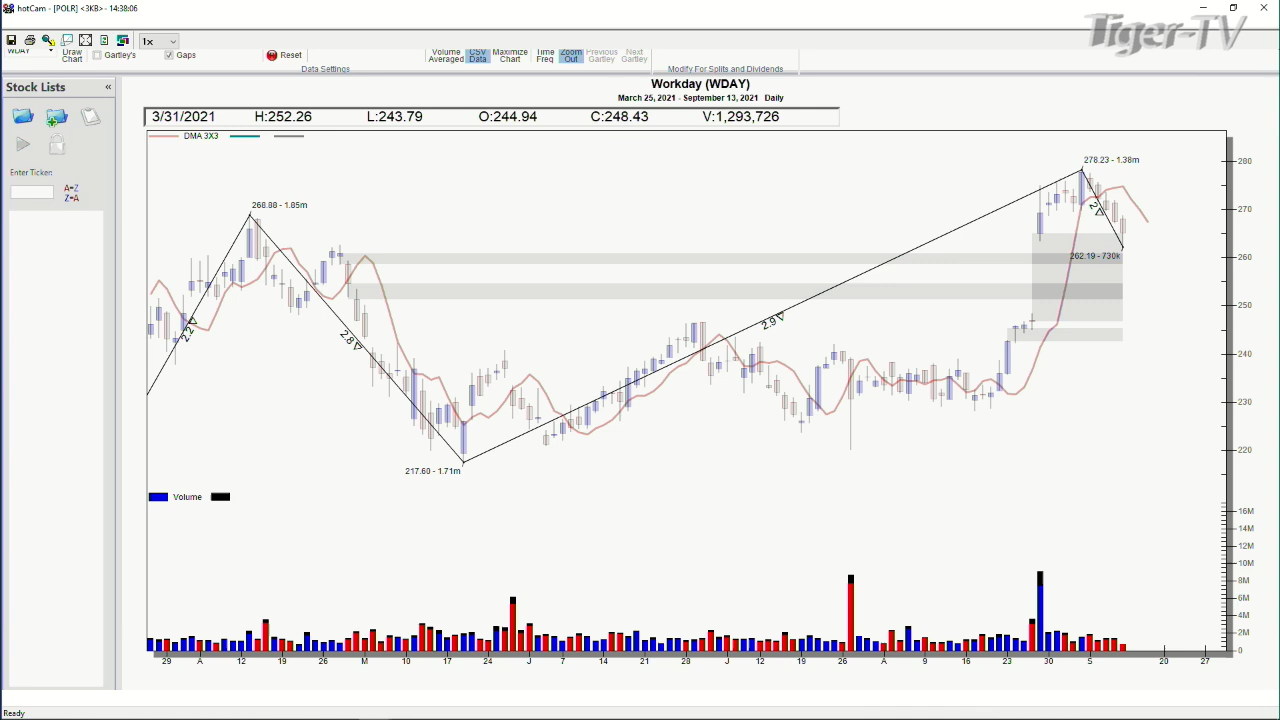 hotCam - [POLR] <3KB> - 14:38:06
Tiger-TV
1x
WDAY
Draw Chart
Gartley's
Gaps
Reset
Volume Averaged
CSV Data
Maximize Chart
Time Freq
Zoom Out
Previous Gartley
Next Gartley
Data Settings
Modify For Splits and Dividends
Stock Lists «
Enter Ticker:
A=Z
Z=A
Workday (WDAY)
March 25, 2021 - September 13, 2021 Daily
3/31/2021 H:252.26 L:243.79 O:244.94 C:248.43 V:1,293,726
DMA 3X3
278.23 - 1.38m
268.88 - 1.85m
262.19 - 730k
217.60 - 1.71m
2.2
2.8
2.9
280
270
260
250
240
230
220
Volume
16M
14M
12M
10M
8M
6M
4M
2M
0
29 A 12 19 26 M 10 17 24 J 7 14 21 28 J 12 19 26 A 9 16 23 30 S 20 27
Ready